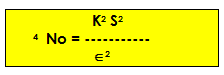 K² S²
⁴ No = -----------
∈²